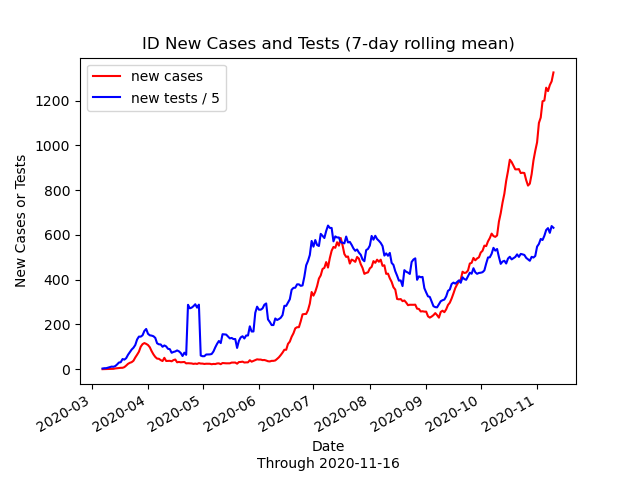 ID New Cases and Tests (7-day rolling mean)
new cases
new tests / 5
New Cases or Tests
1200
1000
800
600
400
200
0
2020-03
2020-04
2020-05
2020-06
2020-07
2020-08
2020-09
2020-10
2020-11
Date
Through 2020-11-16